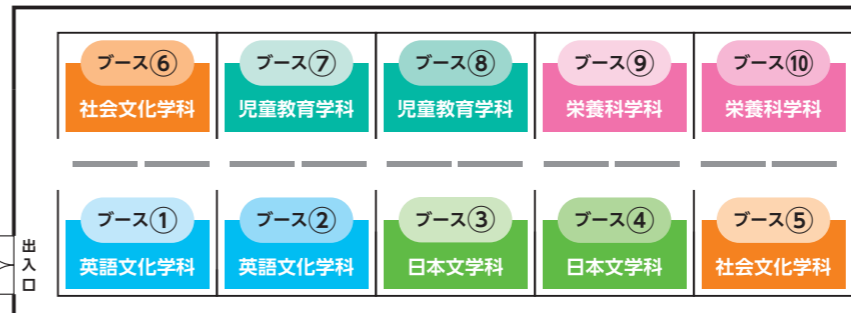 ブース⑥
社会文化学科
ブース⑦
児童教育学科
ブース⑧
児童教育学科
ブース⑨
栄養科学科
ブース⑩
栄養科学科
ブース①
英語文化学科
ブース②
英語文化学科
ブース③
日本文学科
ブース④
日本文学科
ブース⑤
社会文化学科
出入口